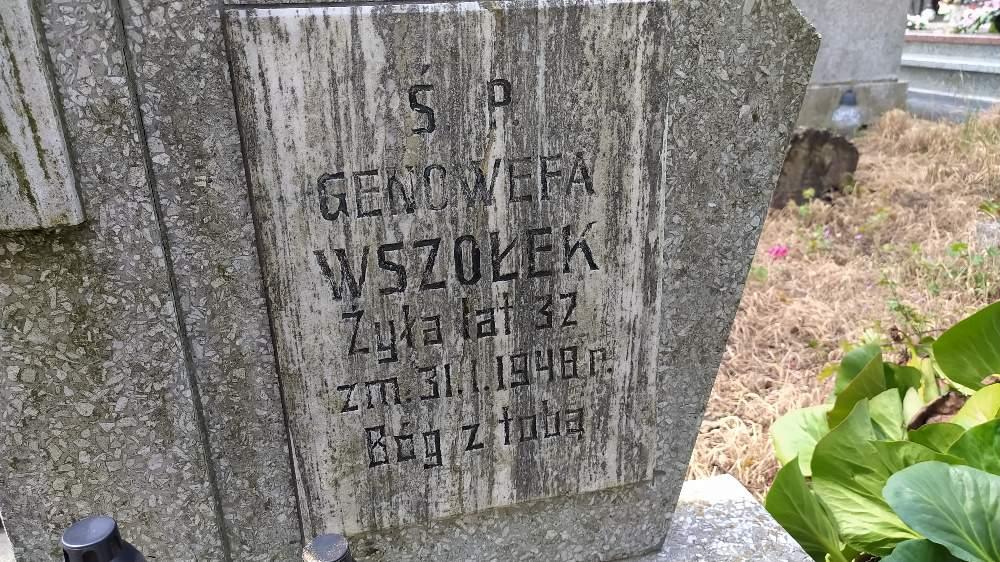 Ś P
GENOWEFA
WSZOŁEK
Żyła lat 32
zm. 31.1.1948 r.
Bóg z tobą